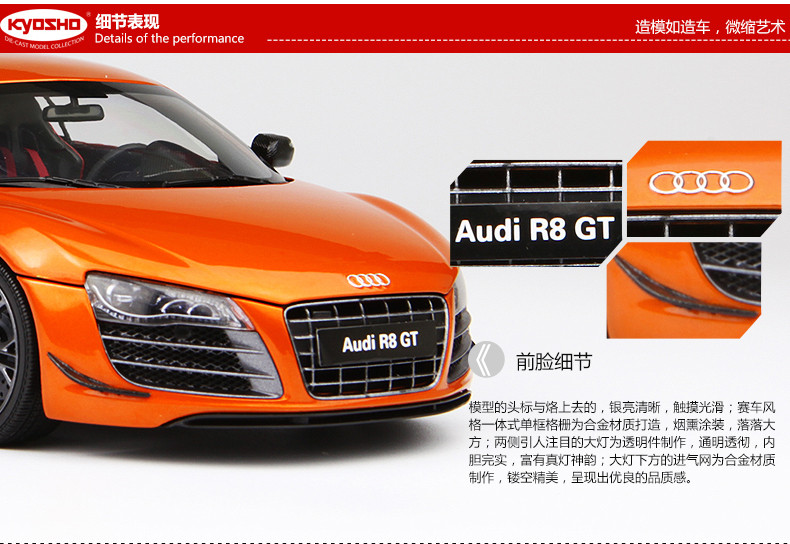 KYOSHO
DIE-CAST MODEL COLLECTION
细节表现
Details of the performance
造模如造车，微缩艺术
Audi R8 GT
Audi R8 GT
前脸细节
模型的头标与烙上去的，银亮清晰，触摸光滑；赛车风
格一体式单框格栅为合金材质打造，烟熏涂装，落落大
方；两侧引人注目的大灯为透明件制作，通明透彻，内
胆完实，富有真灯神韵；大灯下方的进气网为合金材质
制作，镂空精美，呈现出优良的品质感。